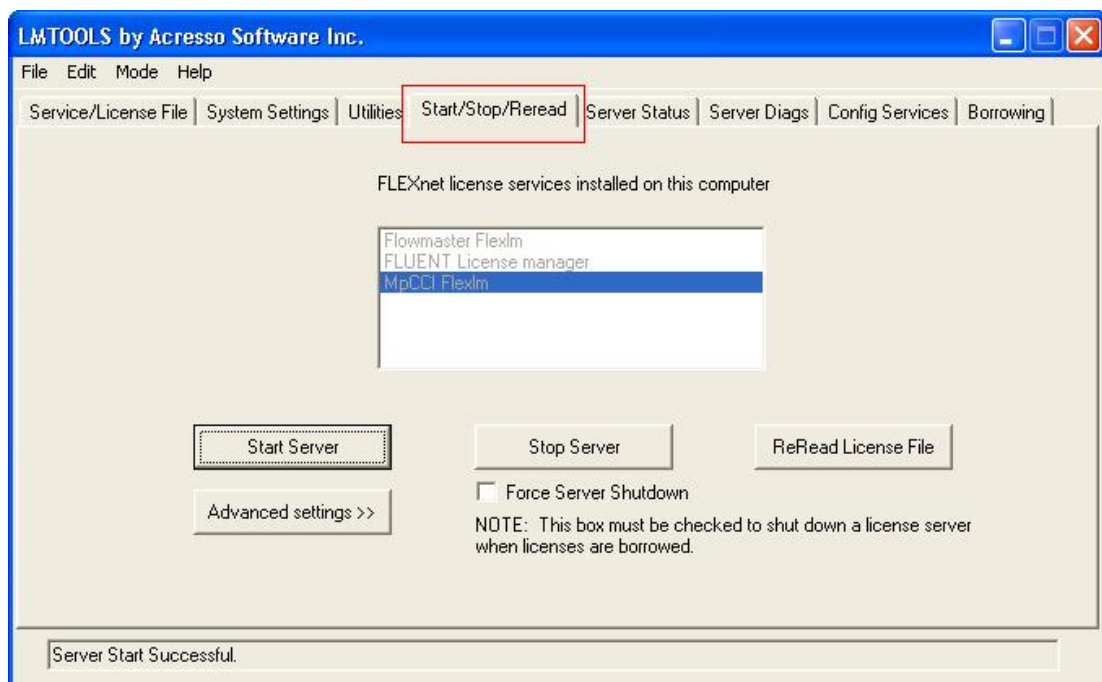 LMTOOLS by Acresso Software Inc.
File Edit Mode Help
Service/License File System Settings Utilities Start/Stop/Reread Server Status Server Diags Config Services Borrowing
FLEXnet license services installed on this computer
Flowmaster Flexlm
FLUENT License manager
MpCCI Flexlm
Start Server Stop Server ReRead License File
Advanced settings >>
Force Server Shutdown
NOTE: This box must be checked to shut down a license server
when licenses are borrowed.
Server Start Successful.